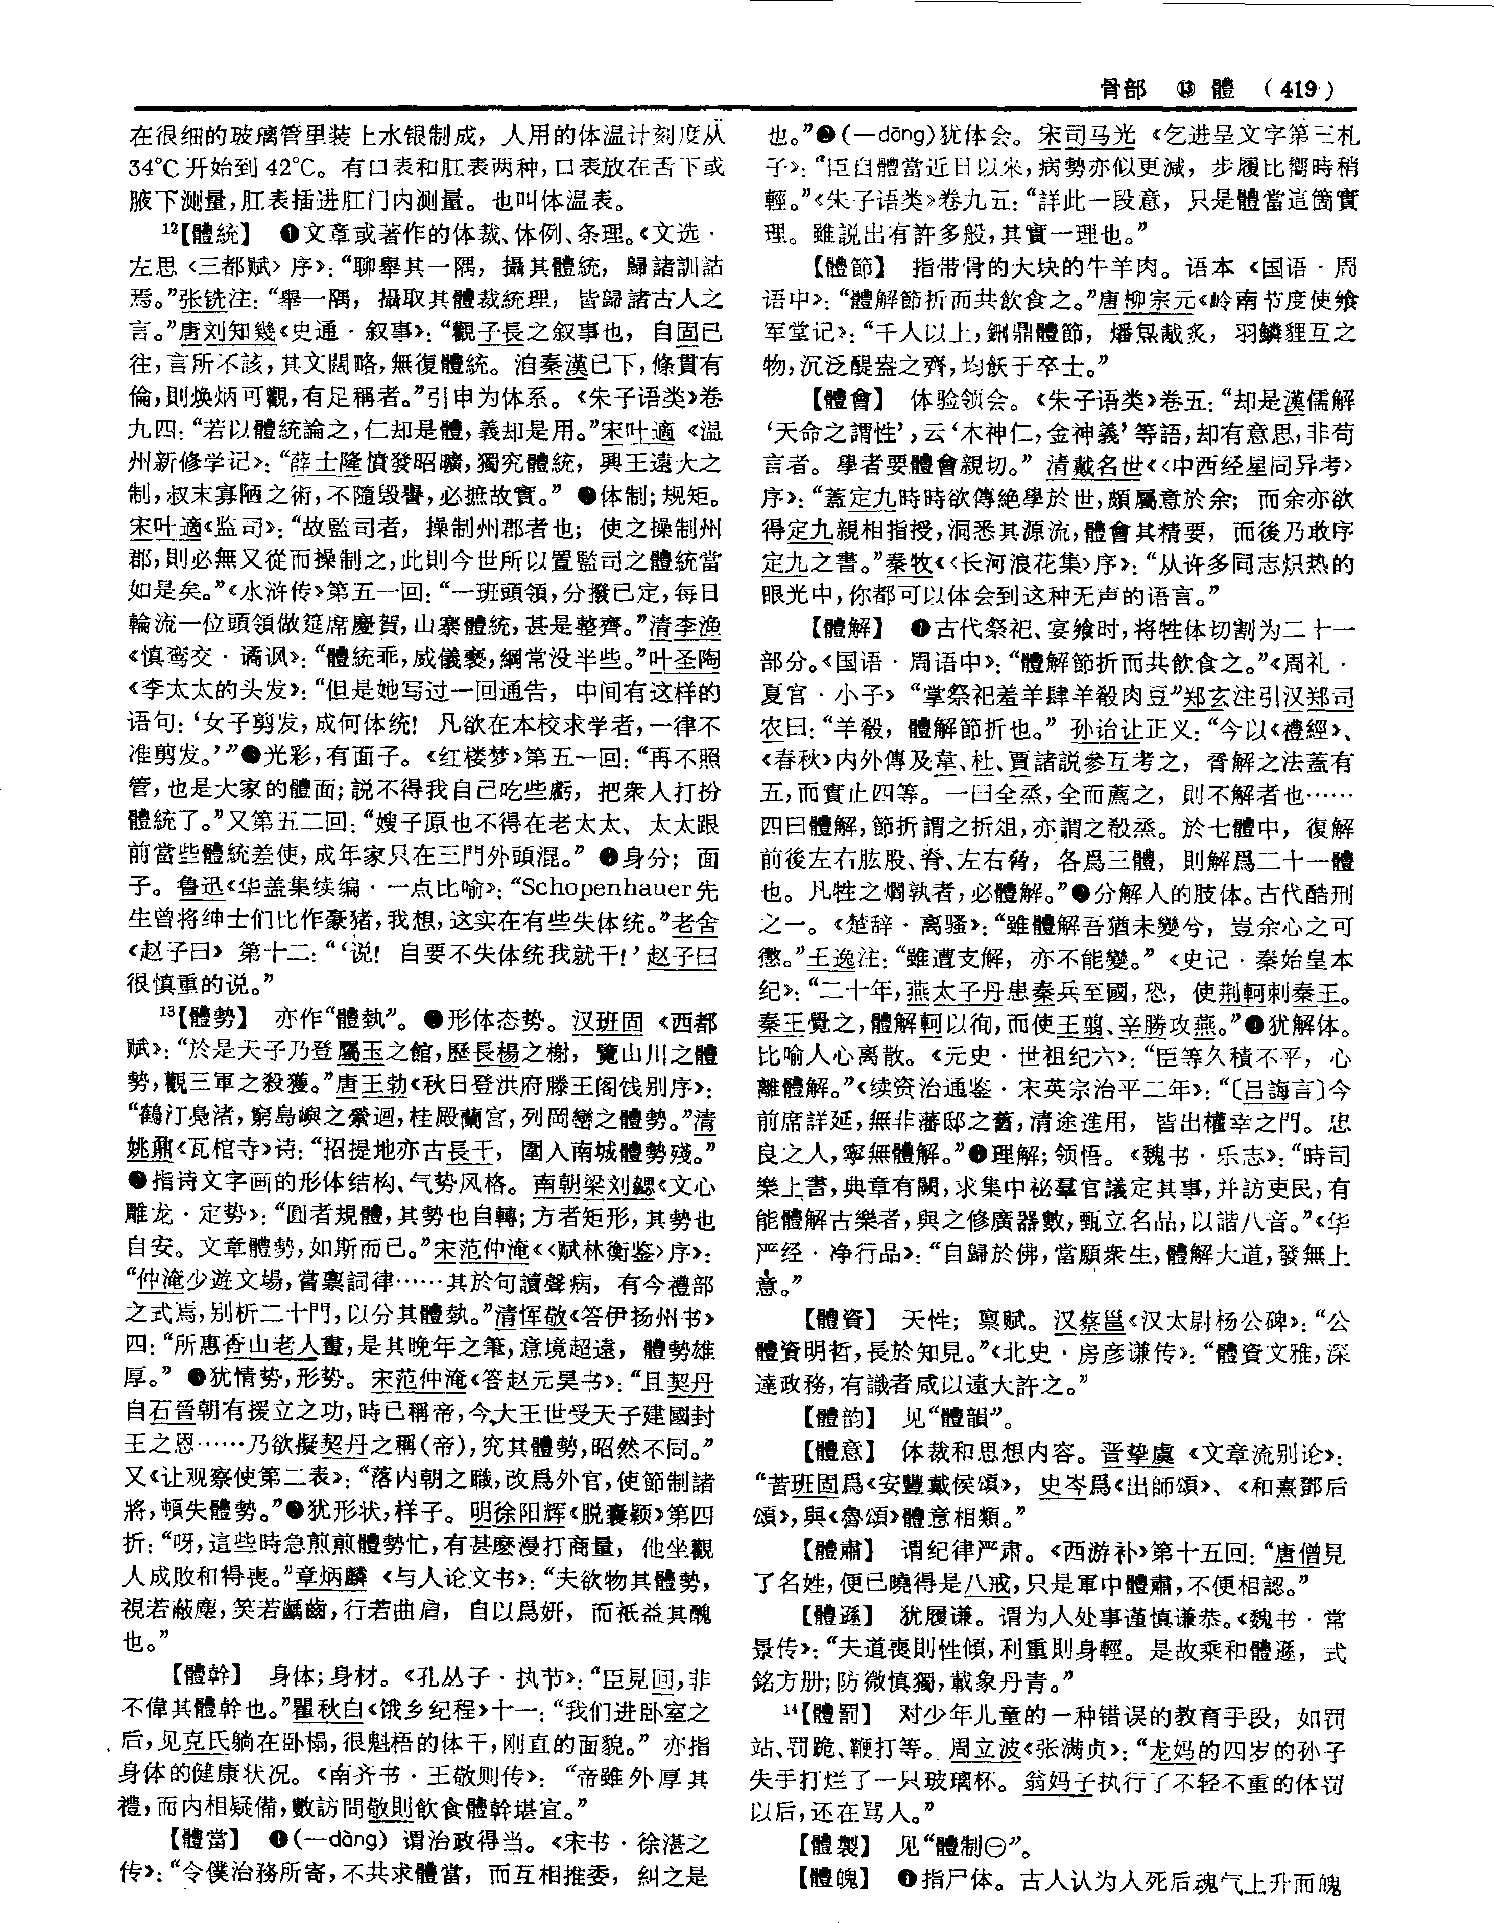 骨部 ⑬ 體 (419)
在很细的玻璃管里装上水银制成，人用的体温计刻度从
34℃开始到42℃。有口表和肛表两种，口表放在舌下或
腋下测量，肛表插进肛门内测量。也叫体温表。
12【體統】 ❶文章或著作的体裁、体例、条理。《文选·
左思〈三都赋〉序》：“聊舉其一隅，攝其體統，歸諸訓詁
焉。”张铣注：“舉一隅，攝取其體裁統理，皆歸諸古人之
言。”唐刘知幾《史通·叙事》：“觀子長之叙事也，自固已
往，言所不該，其文闊略，無復體統。洎秦漢已下，條貫有
倫，則焕炳可觀，有足稱者。”引申为体系。《朱子语类》卷
九四：“若以體統論之，仁却是體，義却是用。”宋叶適《温
州新修学记》：“薛士隆憤發昭曠，獨究體統，興王遠大之
制，叔末寡陋之術，不隨毁譽，必摭故實。” ❷体制；规矩。
宋叶適《监司》：“故監司者，操制州郡者也；使之操制州
郡，則必無又從而操制之，此則今世所以置監司之體統當
如是矣。”《水浒传》第五一回：“一班頭領，分撥已定，每日
輪流一位頭領做筵席慶賀，山寨體統，甚是整齊。”清李渔
《慎鸾交·谲讽》：“體統乖，威儀褻，綱常没半些。”叶圣陶
《李太太的头发》：“但是她写过一回通告，中间有这样的
语句：‘女子剪发，成何体统！凡欲在本校求学者，一律不
准剪发。’”❸光彩，有面子。《红楼梦》第五一回：“再不照
管，也是大家的體面；説不得我自己吃些虧，把衆人打扮
體統了。”又第五二回：“嫂子原也不得在老太太、太太跟
前當些體統差使，成年家只在三門外頭混。” ❹身分；面
子。鲁迅《华盖集续编·一点比喻》：“Schopenhauer先
生曾将绅士们比作豪猪，我想，这实在有些失体统。”老舍
《赵子曰》第十二：“‘说！自要不失体统我就干！’赵子曰
很慎重的说。”
13【體勢】 亦作“體埶”。❶形体态势。汉班固《西都
赋》：“於是天子乃登屬玉之館，歷長楊之榭，覽山川之體
勢，觀三軍之殺獲。”唐王勃《秋日登洪府滕王阁饯别序》：
“鶴汀鳧渚，窮島嶼之縈迴，桂殿蘭宮，列岡巒之體勢。”清
姚鼐《瓦棺寺》诗：“招提地亦古長干，圍入南城體勢殘。”
❷指诗文字画的形体结构、气势风格。南朝梁刘勰《文心
雕龙·定势》：“圓者規體，其勢也自轉；方者矩形，其勢也
自安。文章體勢，如斯而已。”宋范仲淹《〈赋林衡鉴〉序》：
“仲淹少遊文場，嘗禀詞律……其於句讀聲病，有今禮部
之式焉，别析二十門，以分其體埶。”清恽敬《答伊扬州书》
四：“所惠香山老人畫，是其晚年之筆，意境超遠，體勢雄
厚。” ❸犹情势，形势。宋范仲淹《答赵元昊书》：“且契丹
自石晉朝有援立之功，時已稱帝，今大王世受天子建國封
王之恩……乃欲擬契丹之稱(帝)，究其體勢，昭然不同。”
又《让观察使第二表》：“落内朝之職，改爲外官，使節制諸
將，頓失體勢。”❹犹形状，样子。明徐阳辉《脱囊颖》第四
折：“呀，這些時急煎煎體勢忙，有甚麽漫打商量，他坐觀
人成敗和得喪。”章炳麟《与人论文书》：“夫欲物其體勢，
視若蔽塵，笑若齲齒，行若曲肩，自以爲妍，而衹益其醜
也。”
【體幹】 身体；身材。《孔丛子·执节》：“臣見回，非
不偉其體幹也。”瞿秋白《饿乡纪程》十一：“我们进卧室之
后，见克氏躺在卧榻，很魁梧的体干，刚直的面貌。” 亦指
身体的健康状况。《南齐书·王敬则传》：“帝雖外厚其
禮，而内相疑備，數訪問敬則飲食體幹堪宜。”
【體當】 ❶(—dàng) 谓治政得当。《宋书·徐湛之
传》：“令僕治務所寄，不共求體當，而互相推委，糾之是
也。”❷(—dāng)犹体会。宋司马光《乞进呈文字第三札
子》：“臣自體當近日以来，病勢亦似更減，步履比嚮時稍
輕。”《朱子语类》卷九五：“詳此一段意，只是體當這箇實
理。雖説出有許多般，其實一理也。”
【體節】 指带骨的大块的牛羊肉。语本《国语·周
语中》：“體解節折而共飲食之。”唐柳宗元《岭南节度使飨
军堂记》：“千人以上，鉶鼎體節，燔炰胾炙，羽鱗貍互之
物，沉泛醍盎之齊，均飫于卒士。”
【體會】 体验领会。《朱子语类》卷五：“却是漢儒解
‘天命之謂性’，云‘木神仁，金神義’等語，却有意思，非苟
言者。學者要體會親切。” 清戴名世《〈中西经星同异考〉
序》：“蓋定九時時欲傳絶學於世，頗屬意於余；而余亦欲
得定九親相指授，洞悉其源流，體會其精要，而後乃敢序
定九之書。”秦牧《〈长河浪花集〉序》：“从许多同志炽热的
眼光中，你都可以体会到这种无声的语言。”
【體解】 ❶古代祭祀、宴飨时，将牲体切割为二十一
部分。《国语·周语中》：“體解節折而共飲食之。”《周礼·
夏官·小子》“掌祭祀羞羊肆羊殽肉豆”郑玄注引汉郑司
农曰：“羊殽，體解節折也。” 孙诒让正义：“今以《禮經》、
《春秋》内外傳及韋、杜、賈諸説參互考之，胥解之法蓋有
五，而實止四等。一曰全烝，全而薦之，則不解者也……
四曰體解，節折謂之折俎，亦謂之殽烝。於七體中，復解
前後左右肱股、脊、左右脅，各爲三體，則解爲二十一體
也。凡牲之爓孰者，必體解。”❷分解人的肢体。古代酷刑
之一。《楚辞·离骚》：“雖體解吾猶未變兮，豈余心之可
懲。”王逸注：“雖遭支解，亦不能變。”《史记·秦始皇本
纪》：“二十年，燕太子丹患秦兵至國，恐，使荆軻刺秦王。
秦王覺之，體解軻以徇，而使王翦、辛勝攻燕。”❸犹解体。
比喻人心离散。《元史·世祖纪六》：“臣等久積不平，心
離體解。”《续资治通鉴·宋英宗治平二年》：“〔吕誨言〕今
前席詳延，無非藩邸之舊，清途進用，皆出權幸之門。忠
良之人，寧無體解。”❹理解；领悟。《魏书·乐志》：“時司
樂上書，典章有闕，求集中祕羣官議定其事，并訪吏民，有
能體解古樂者，與之修廣器數，甄立名品，以諧八音。”《华
严经·净行品》：“自歸於佛，當願衆生，體解大道，發無上
意。”
【體資】 天性；禀赋。汉蔡邕《汉太尉杨公碑》：“公
體資明哲，長於知見。”《北史·房彦谦传》：“體資文雅，深
達政務，有識者咸以遠大許之。”
【體韵】 见“體韻”。
【體意】 体裁和思想内容。晋挚虞《文章流别论》：
“昔班固爲《安豐戴侯頌》，史岑爲《出師頌》、《和熹鄧后
頌》，與《魯頌》體意相類。”
【體肅】 谓纪律严肃。《西游补》第十五回：“唐僧見
了名姓，便已曉得是八戒，只是軍中體肅，不便相認。”
【體遜】 犹履谦。谓为人处事谨慎谦恭。《魏书·常
景传》：“夫道喪則性傾，利重則身輕。是故乘和體遜，式
銘方册；防微慎獨，載象丹青。”
14【體罰】 对少年儿童的一种错误的教育手段，如罚
站、罚跪、鞭打等。周立波《张满贞》：“龙妈的四岁的孙子
失手打烂了一只玻璃杯。翁妈子执行了不轻不重的体罚
以后，还在骂人。”
【體製】 见“體制㊀”。
【體魄】 ❶指尸体。古人认为人死后魂气上升而魄